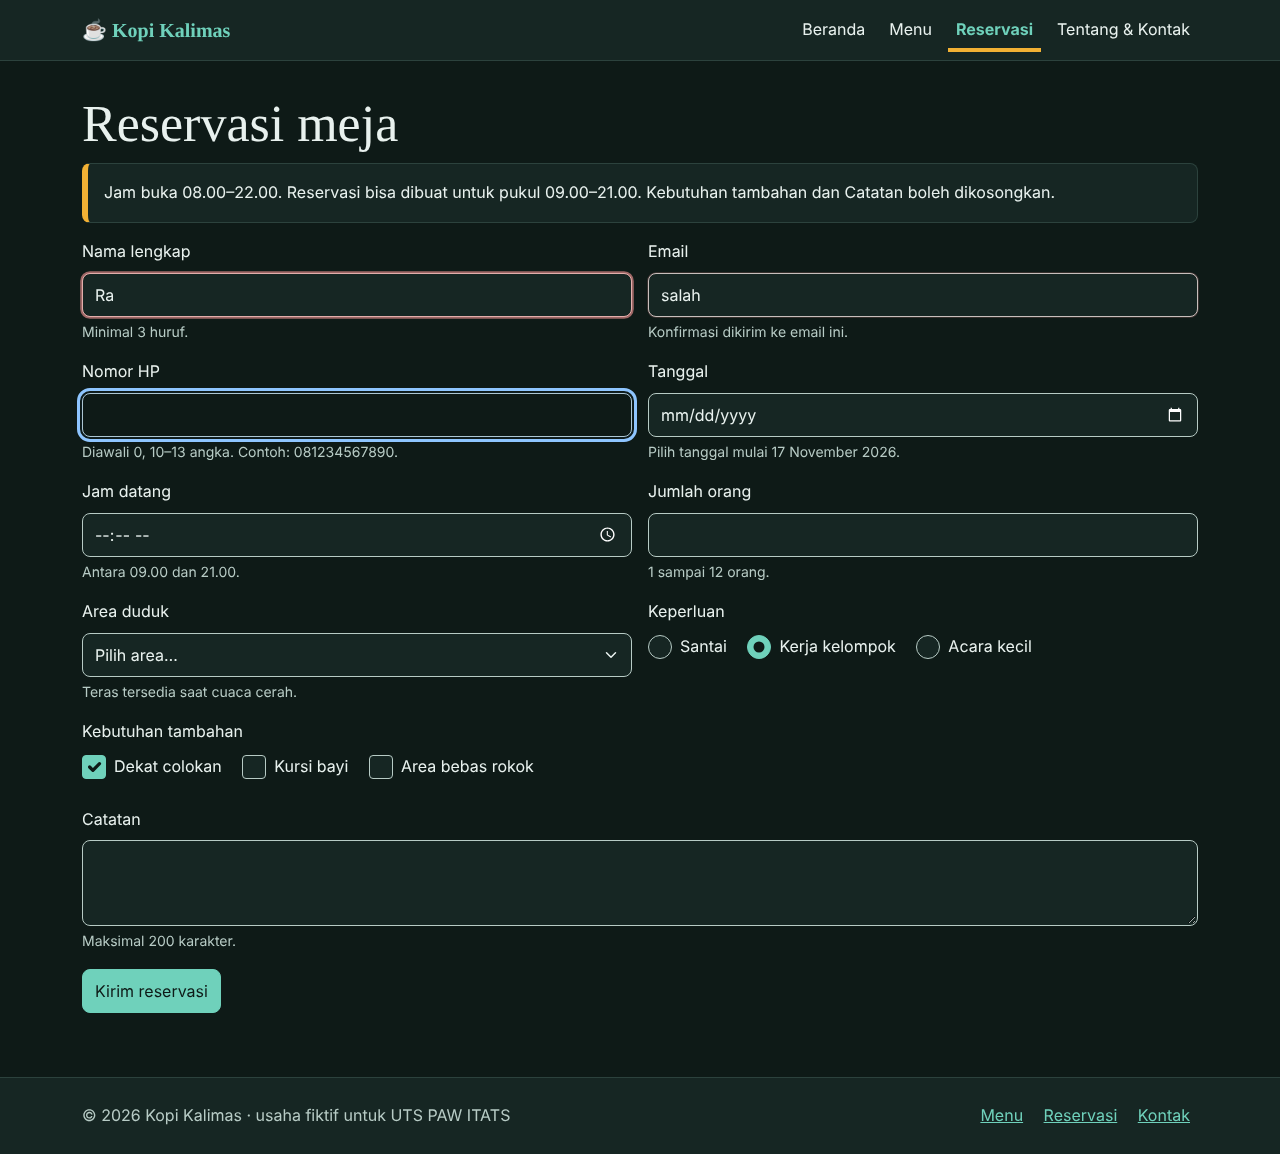 ☕ Kopi Kalimas
Beranda Menu Reservasi Tentang & Kontak
Reservasi meja
Jam buka 08.00–22.00. Reservasi bisa dibuat untuk pukul 09.00–21.00. Kebutuhan tambahan dan Catatan boleh dikosongkan.
Nama lengkap
Ra
Minimal 3 huruf.
Email
salah
Konfirmasi dikirim ke email ini.
Nomor HP
Diawali 0, 10–13 angka. Contoh: 081234567890.
Tanggal
mm/dd/yyyy
Pilih tanggal mulai 17 November 2026.
Jam datang
--:-- --
Antara 09.00 dan 21.00.
Jumlah orang
1 sampai 12 orang.
Area duduk
Pilih area...
Teras tersedia saat cuaca cerah.
Keperluan
Santai Kerja kelompok Acara kecil
Kebutuhan tambahan
Dekat colokan Kursi bayi Area bebas rokok
Catatan
Maksimal 200 karakter.
Kirim reservasi
© 2026 Kopi Kalimas · usaha fiktif untuk UTS PAW ITATS
Menu Reservasi Kontak